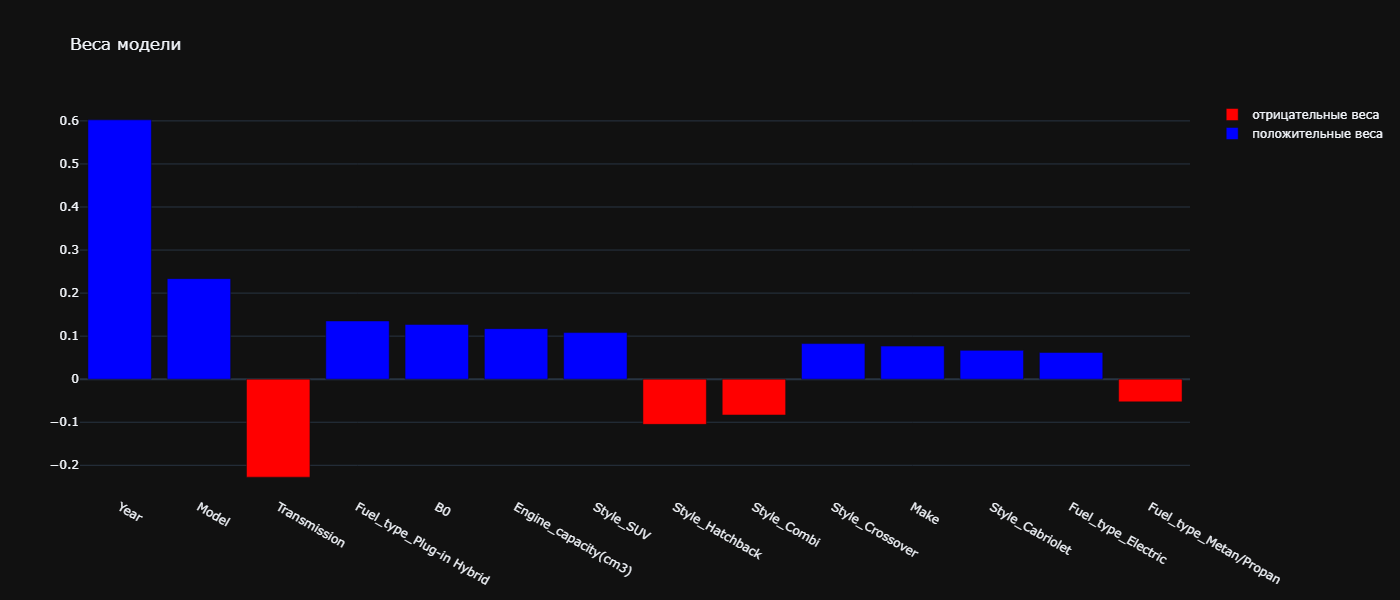 Веса модели
отрицательные веса
положительные веса
0.6
0.5
0.4
0.3
0.2
0.1
0
−0.1
−0.2
Year
Model
Transmission
Fuel_type_Plug-in Hybrid
B0
Engine_capacity(cm3)
Style_SUV
Style_Hatchback
Style_Combi
Style_Crossover
Make
Style_Cabriolet
Fuel_type_Electric
Fuel_type_Metan/Propan